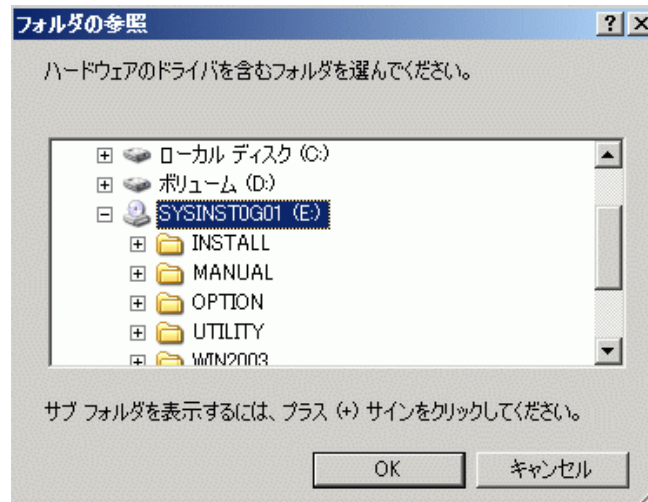 フォルダの参照
ハードウェアのドライバを含むフォルダを選んでください。
ローカル ディスク (C:)
ボリューム (D:)
SYSINST0G01 (E:)
INSTALL
MANUAL
OPTION
UTILITY
WIN2003
サブ フォルダを表示するには、プラス (+) サインをクリックしてください。
OK
キャンセル